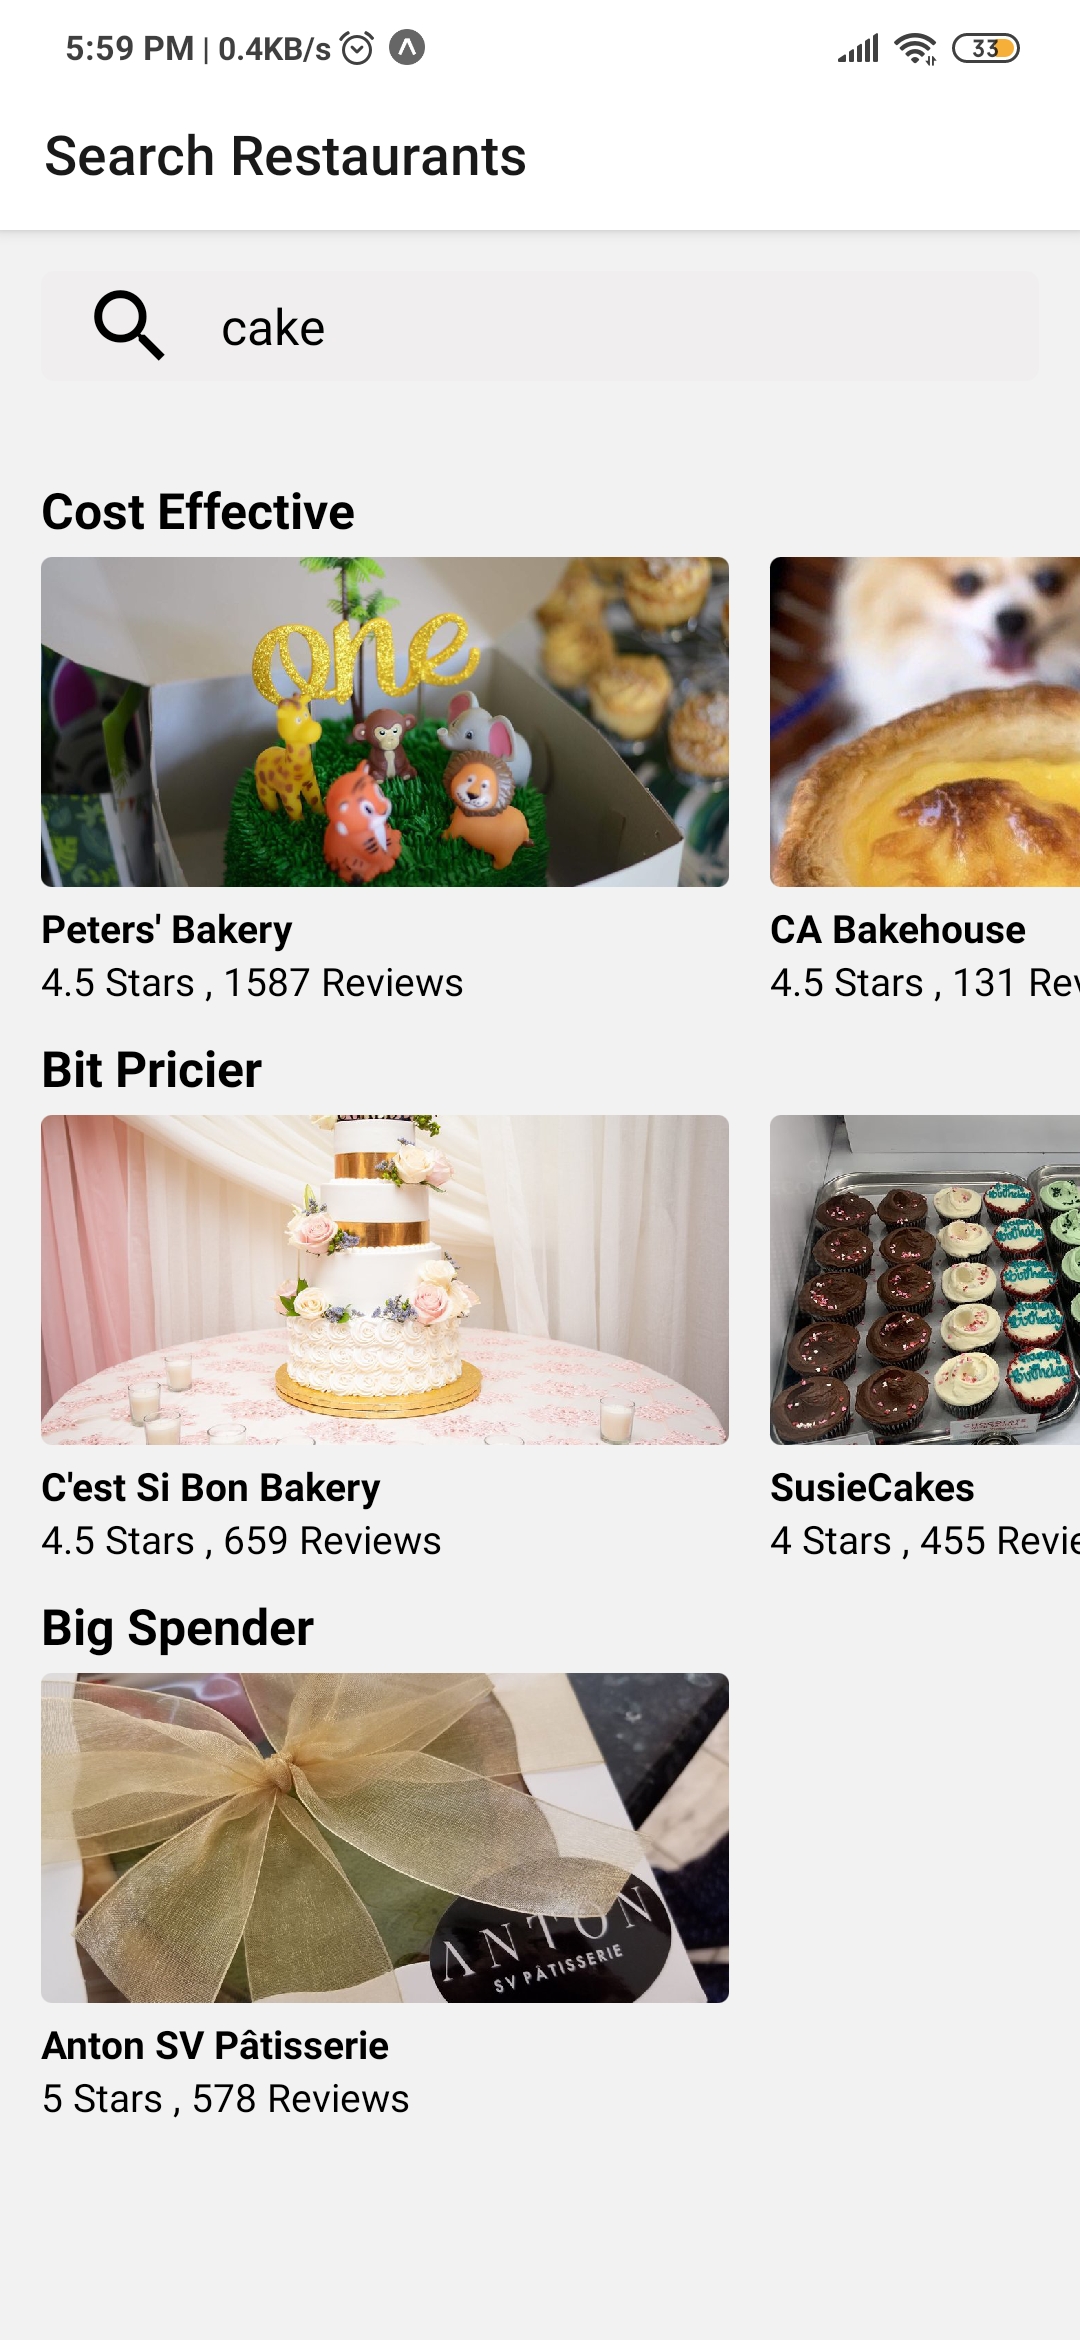 5:59 PM | 0.4KB/s
33
Search Restaurants
cake
Cost Effective
one
Peters' Bakery
4.5 Stars , 1587 Reviews
CA Bakehouse
4.5 Stars , 131 Rev
Bit Pricier
happy Birthday
C'est Si Bon Bakery
4.5 Stars , 659 Reviews
SusieCakes
4 Stars , 455 Revie
Big Spender
ANTON
SV PÂTISSERIE
Anton SV Pâtisserie
5 Stars , 578 Reviews